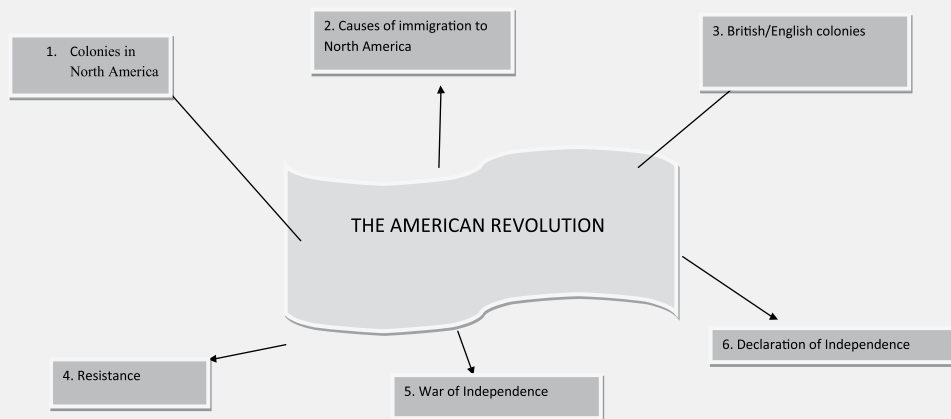 1. Colonies in
North America
2. Causes of immigration to
North America
3. British/English colonies
THE AMERICAN REVOLUTION
4. Resistance
5. War of Independence
6. Declaration of Independence